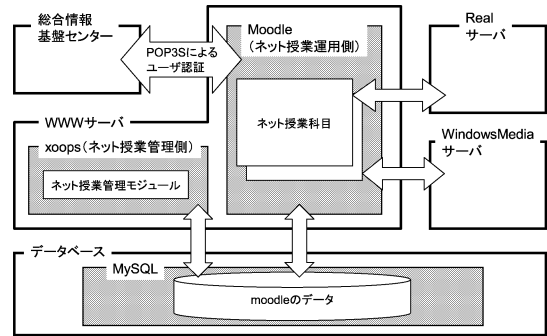 総合情報
基盤センター
POP3Sによる
ユーザ認証
Moodle
(ネット授業運用側)
ネット授業科目
Real
サーバ
WindowsMedia
サーバ
WWWサーバ
xoops(ネット授業管理側)
ネット授業管理モジュール
データベース
MySQL
moodleのデータ